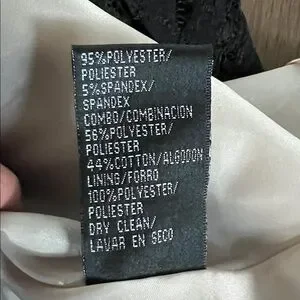 95%POLYESTER/
POLIESTER
5%SPANDEX/
SPANDEX
COMBO/COMBINACION
56%POLYESTER/
POLIESTER
44%COTTON/ALGODON
LINING/FORRO
100%POLYESTER/
POLIESTER
DRY CLEAN/
LAVAR EN SECO